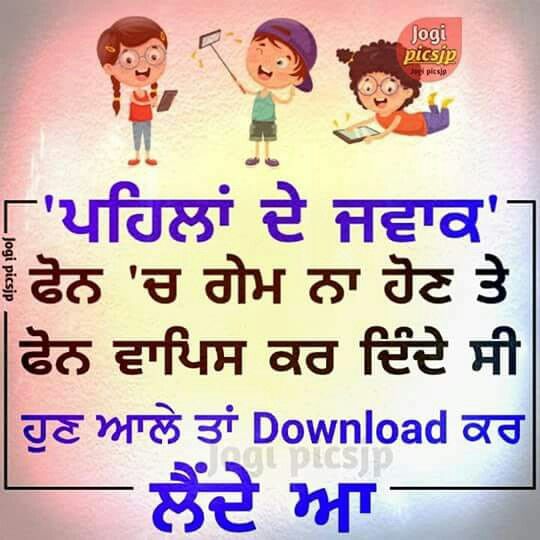 Jogi
picsjp
Jogi picsjp
'ਪਹਿਲਾਂ ਦੇ ਜਵਾਕ'
ਫੋਨ 'ਚ ਗੇਮ ਨਾ ਹੋਣ ਤੇ
ਫੋਨ ਵਾਪਿਸ ਕਰ ਦਿੰਦੇ ਸੀ
ਹੁਣ ਆਲੇ ਤਾਂ Download ਕਰ
ਲੈਂਦੇ ਆ
Jogi picsjp
Jogi picsjp